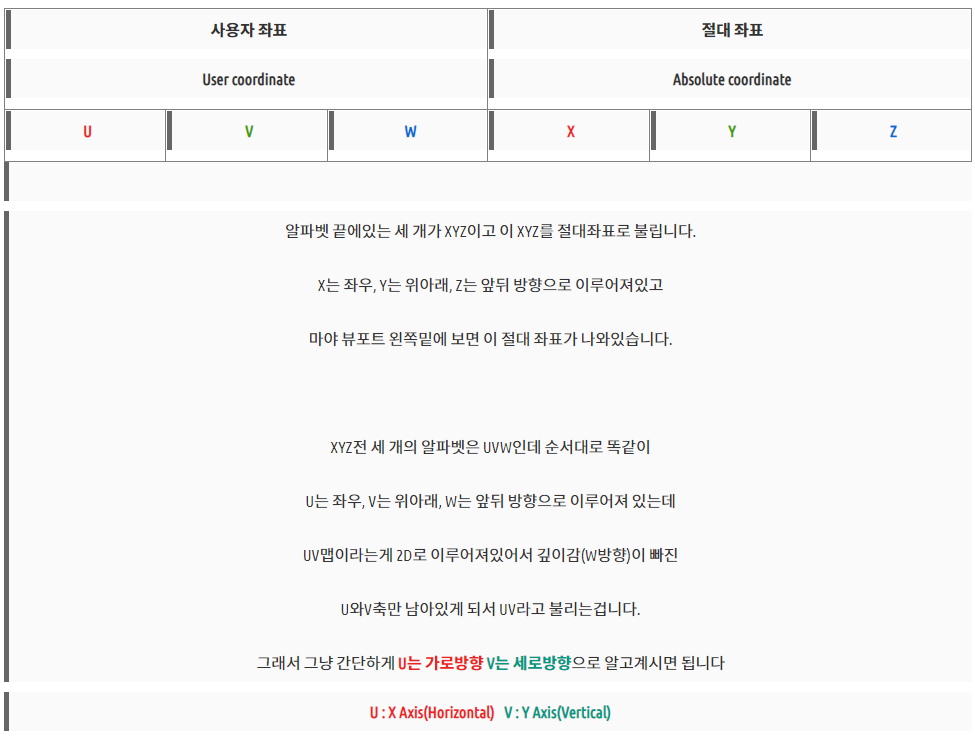 사용자 좌표 절대 좌표
User coordinate Absolute coordinate
U V W X Y Z
알파벳 끝에있는 세 개가 XYZ이고 이 XYZ를 절대좌표로 불립니다.
X는 좌우, Y는 위아래, Z는 앞뒤 방향으로 이루어져있고
마야 뷰포트 왼쪽밑에 보면 이 절대 좌표가 나와있습니다.
XYZ전 세 개의 알파벳은 UVW인데 순서대로 똑같이
U는 좌우, V는 위아래, W는 앞뒤 방향으로 이루어져 있는데
UV맵이라는게 2D로 이루어져있어서 깊이감(W방향)이 빠진
U와V축만 남아있게 되서 UV라고 불리는겁니다.
그래서 그냥 간단하게 U는 가로방향 V는 세로방향으로 알고계시면 됩니다
U : X Axis(Horizontal) V : Y Axis(Vertical)